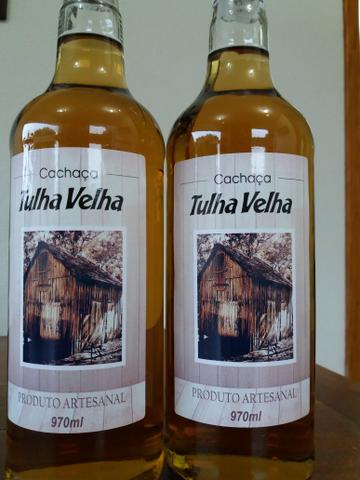 Cachaça
Tulha Velha
PRODUTO ARTESANAL
970ml
Cachaça
Tulha Velha
PRODUTO ARTESANAL
970ml